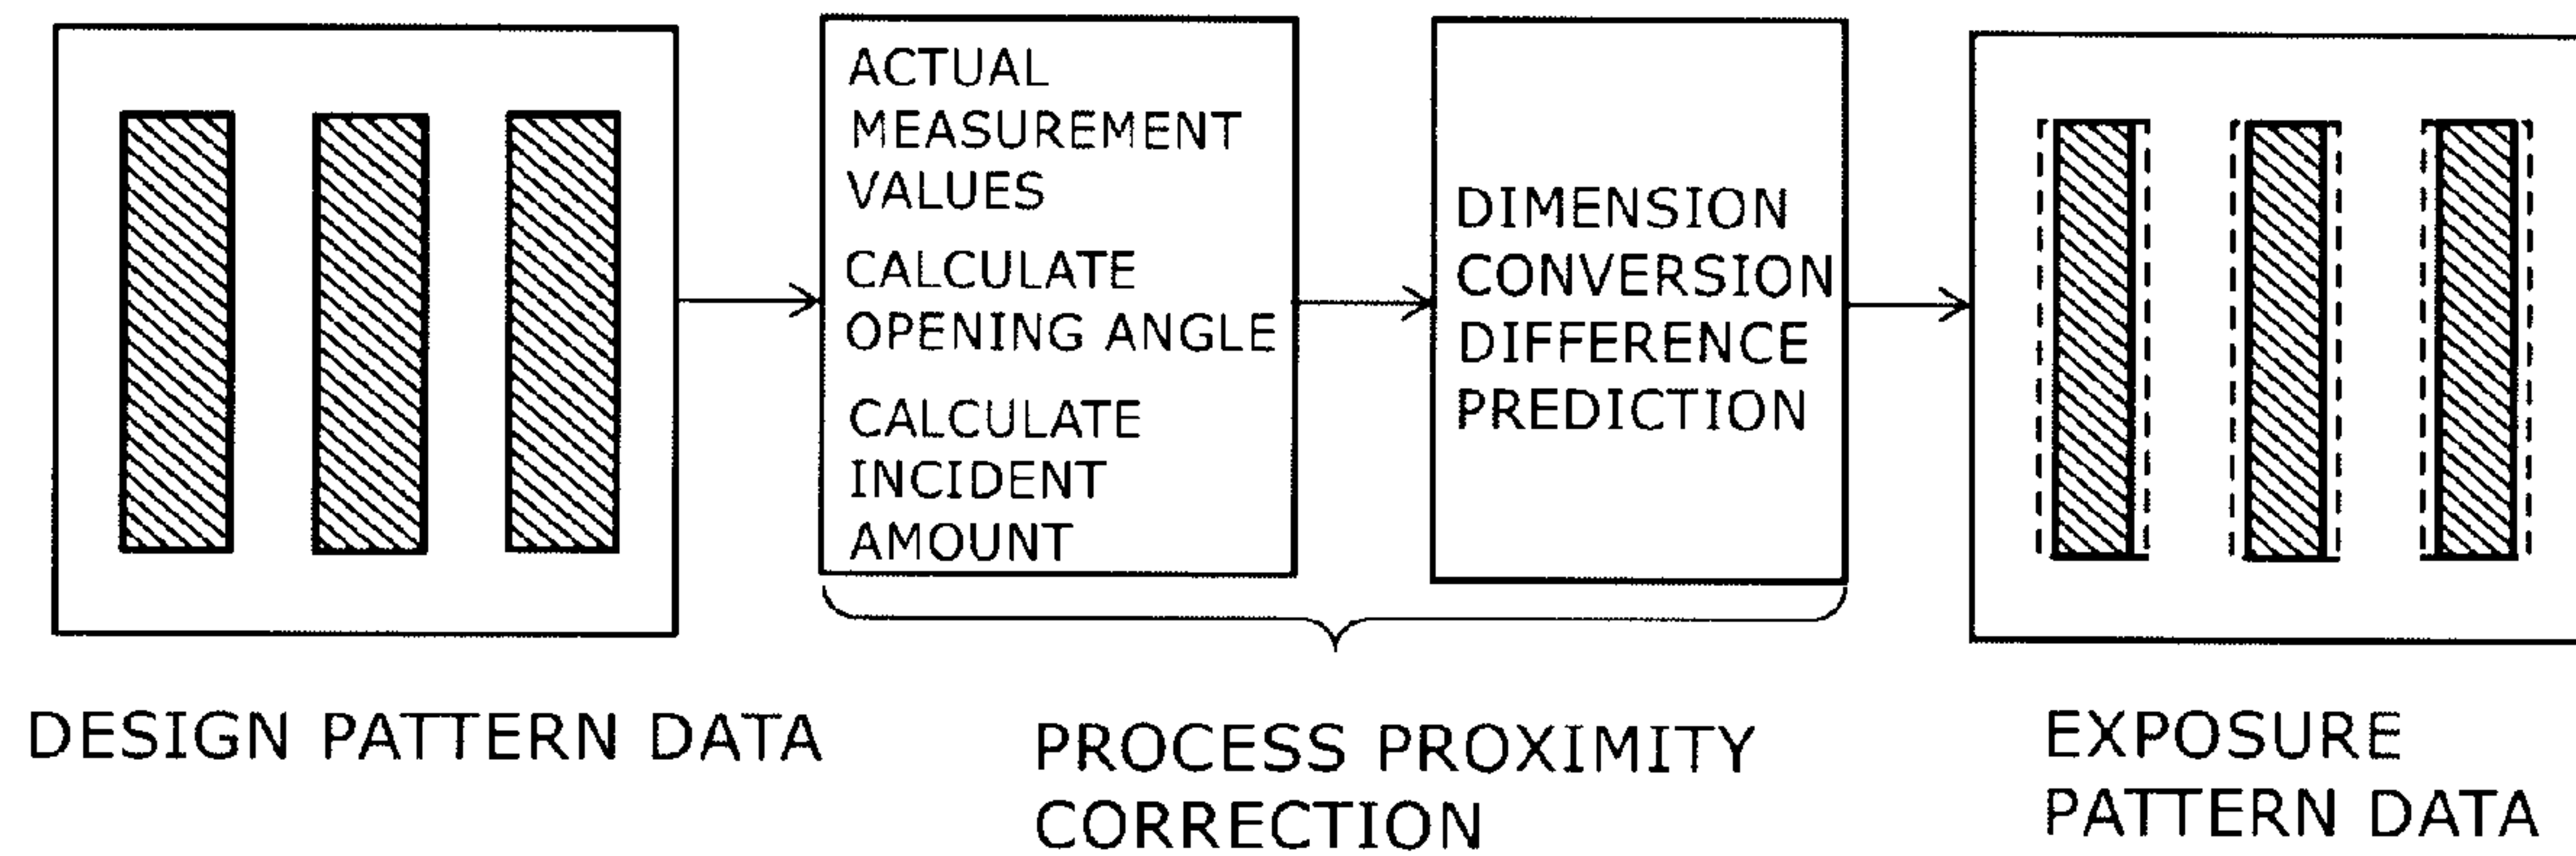 ACTUAL
MEASUREMENT
VALUES
CALCULATE
OPENING ANGLE
CALCULATE
INCIDENT
AMOUNT
DIMENSION
CONVERSION
DIFFERENCE
PREDICTION
DESIGN PATTERN DATA
PROCESS PROXIMITY
CORRECTION
EXPOSURE
PATTERN DATA